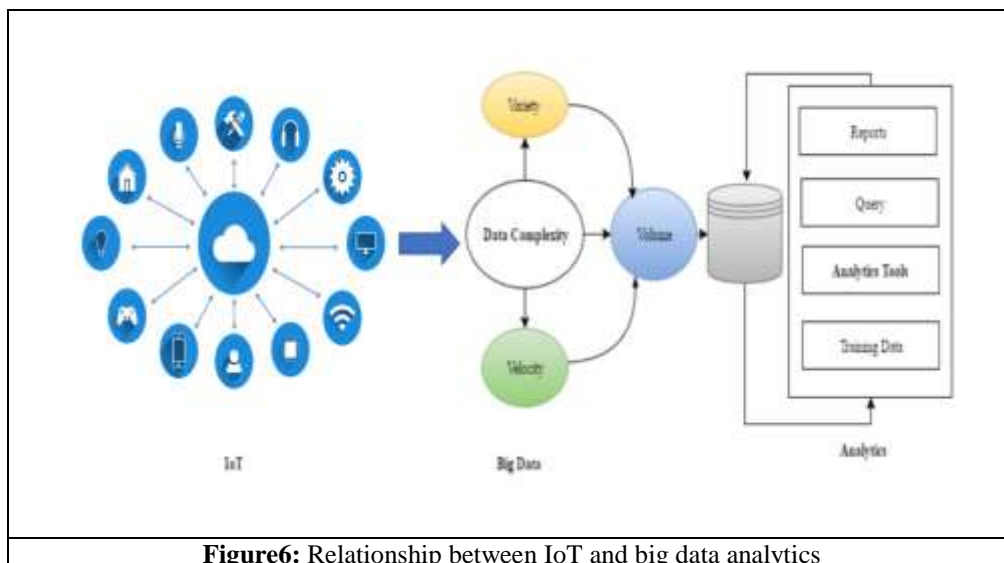 Variety
Reports
Query
Data Complexity
Volume
Analytics Tools
Training Data
Velocity
IoT
Big Data
Analytics
Figure6: Relationship between IoT and big data analytics